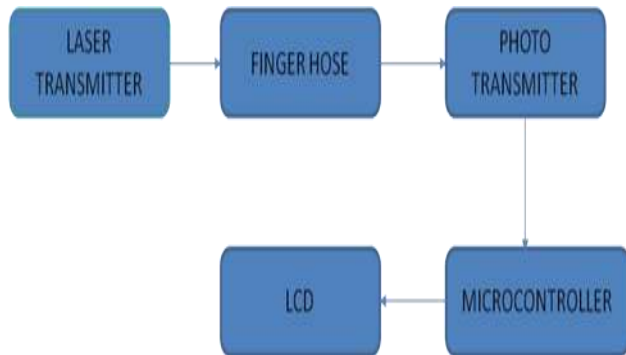 LASER
TRANSMITTER
FINGER HOSE
PHOTO
TRANSMITTER
LCD
MICROCONTROLLER